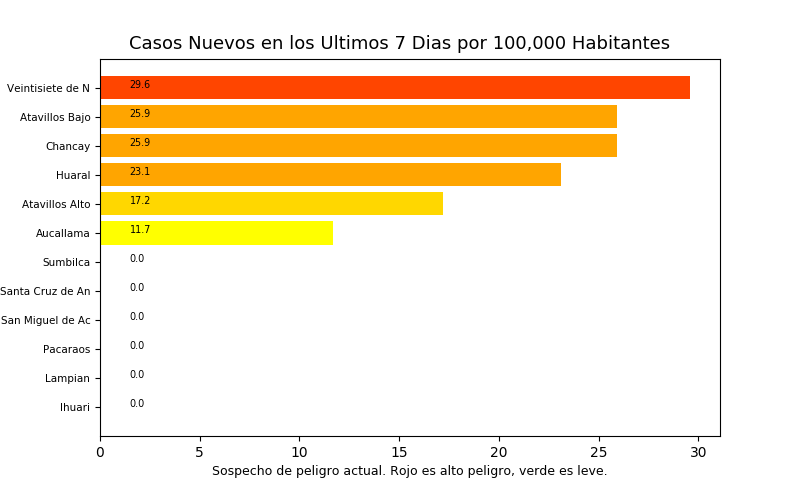 Casos Nuevos en los Ultimos 7 Dias por 100,000 Habitantes
Veintisiete de N 29.6
Atavillos Bajo 25.9
Chancay 25.9
Huaral 23.1
Atavillos Alto 17.2
Aucallama 11.7
Sumbilca 0.0
Santa Cruz de An 0.0
San Miguel de Ac 0.0
Pacaraos 0.0
Lampian 0.0
Ihuari 0.0
0 5 10 15 20 25 30
Sospecho de peligro actual. Rojo es alto peligro, verde es leve.